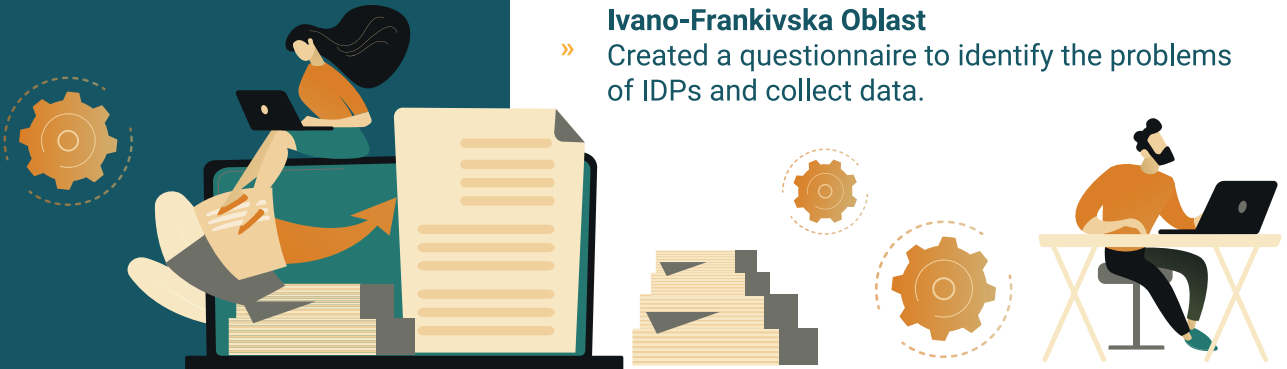 Ivano-Frankivska Oblast
» Created a questionnaire to identify the problems
of IDPs and collect data.